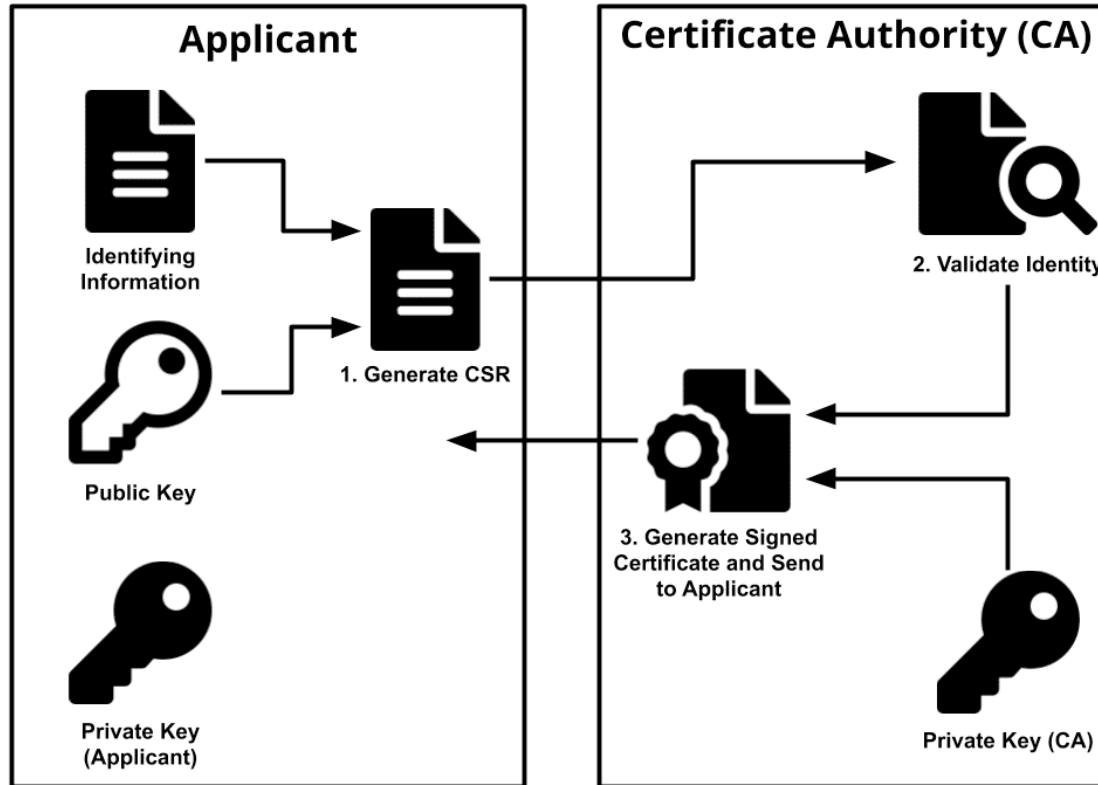 Applicant
Identifying
Information
1. Generate CSR
Public Key
Private Key
(Applicant)
Certificate Authority (CA)
2. Validate Identity
3. Generate Signed
Certificate and Send
to Applicant
Private Key (CA)